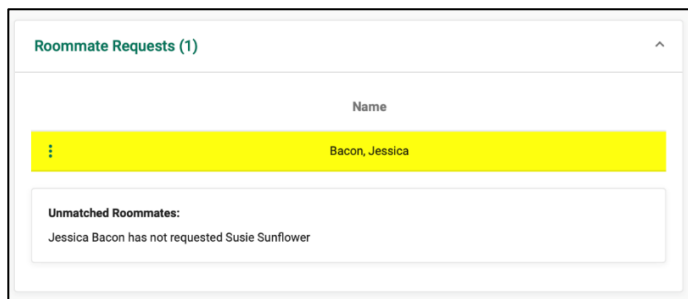 Roommate Requests (1)
Name
Bacon, Jessica
Unmatched Roommates:
Jessica Bacon has not requested Susie Sunflower